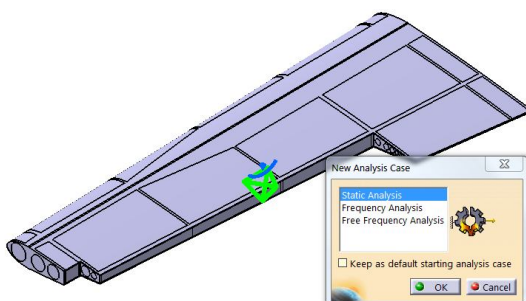 New Analysis Case
Static Analysis
Frequency Analysis
Free Frequency Analysis
Keep as default starting analysis case
OK
Cancel